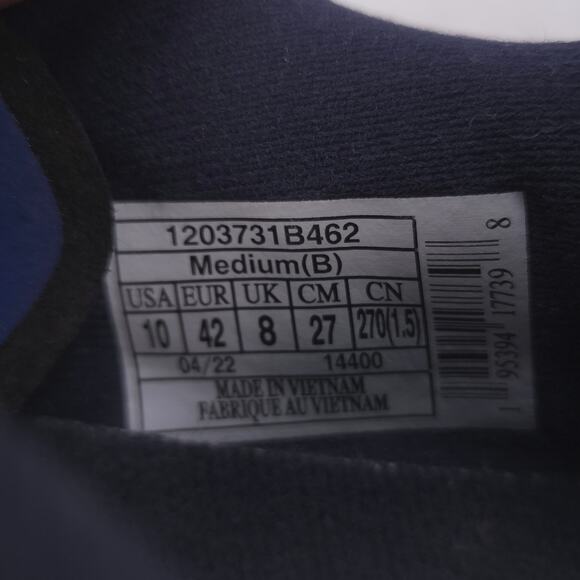 1203731B462
Medium(B)
USA EUR UK CM CN
10 42 8 27 270(1.5)
04/22 14400
MADE IN VIETNAM
FABRIQUE AU VIETNAM
1 95394 17739 8